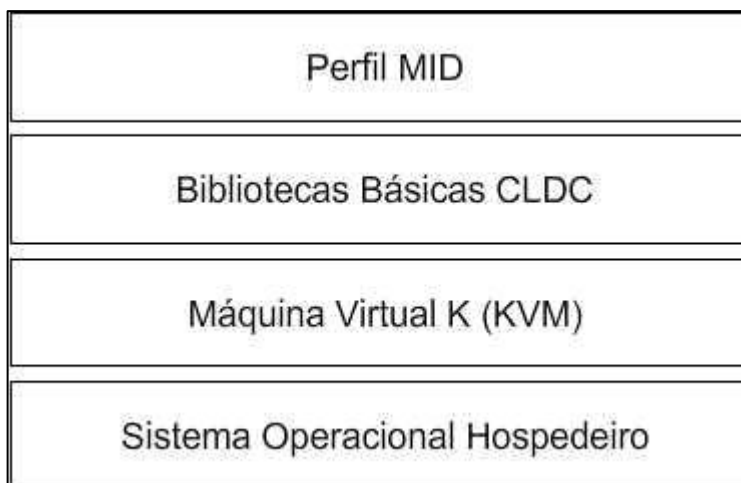 Perfil MID
Bibliotecas Básicas CLDC
Máquina Virtual K (KVM)
Sistema Operacional Hospedeiro